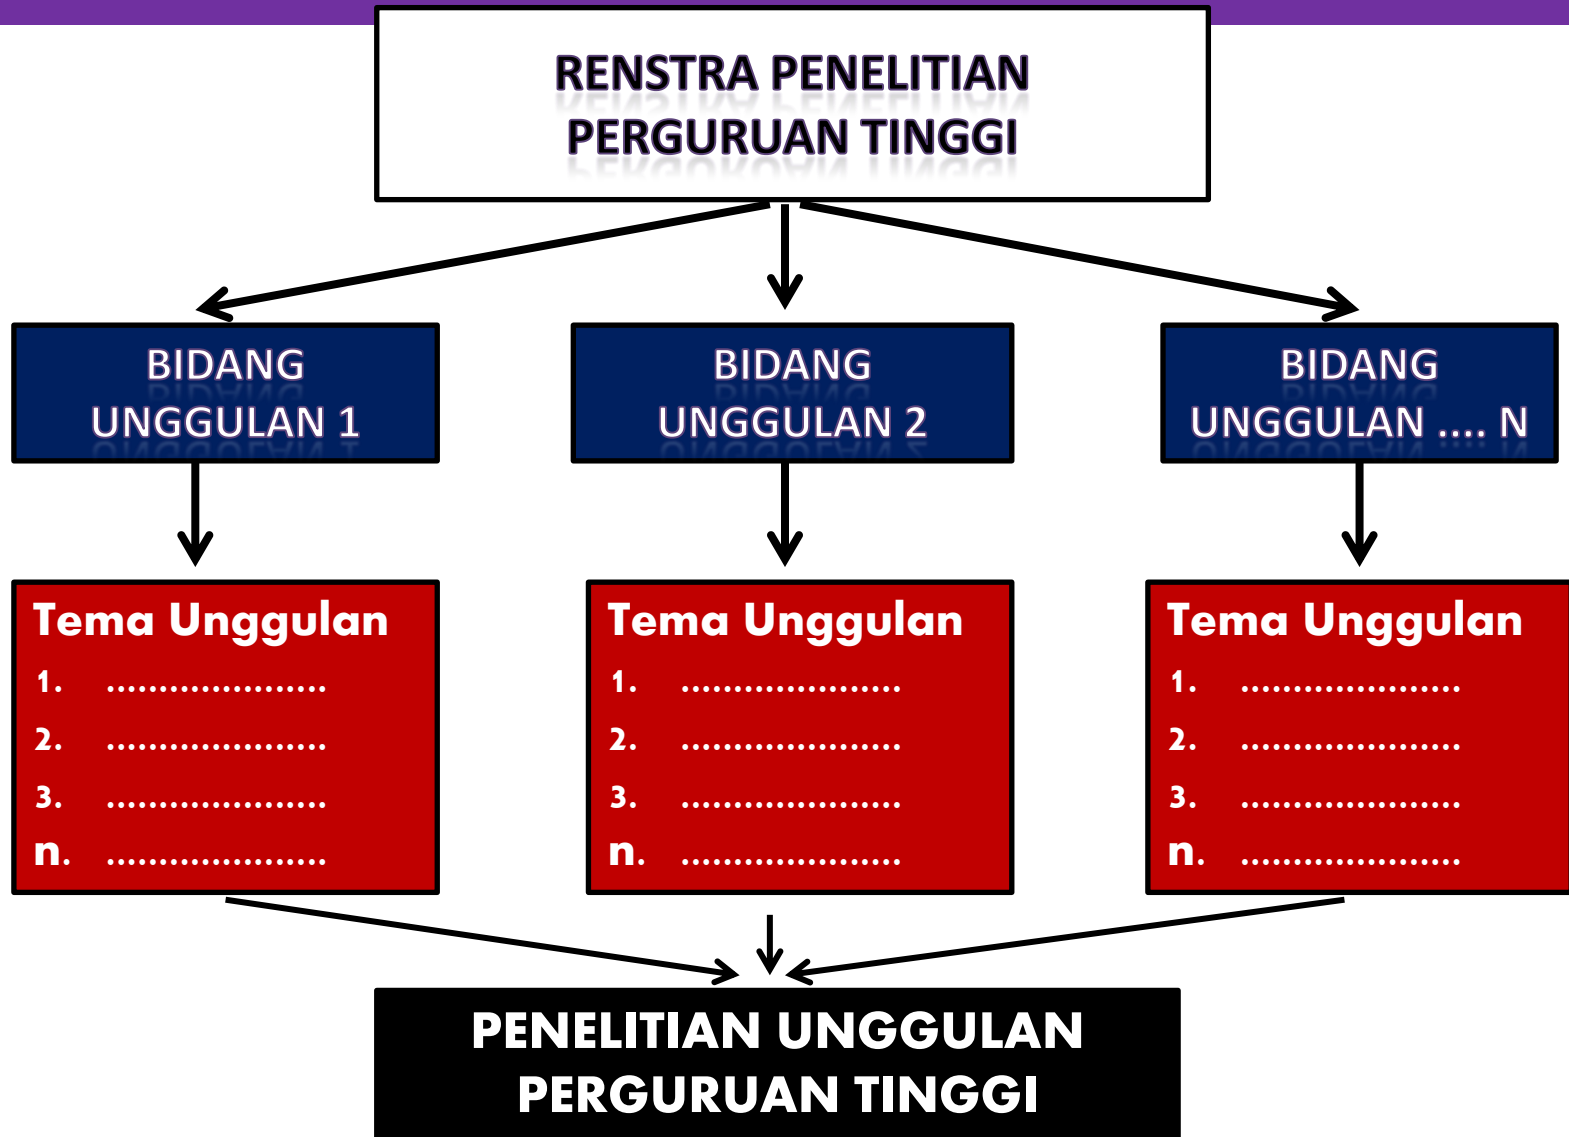 RENSTRA PENELITIAN
PERGURUAN TINGGI
BIDANG
UNGGULAN 1
BIDANG
UNGGULAN 2
BIDANG
UNGGULAN .... N
Tema Unggulan
1. .....................
2. .....................
3. .....................
n. .....................
Tema Unggulan
1. .....................
2. .....................
3. .....................
n. .....................
Tema Unggulan
1. .....................
2. .....................
3. .....................
n. .....................
PENELITIAN UNGGULAN
PERGURUAN TINGGI